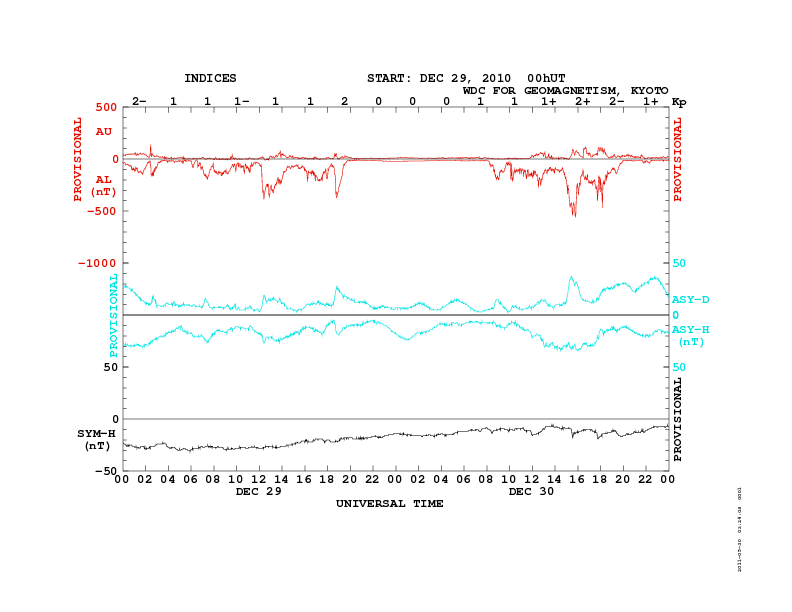 INDICES START: DEC 29, 2010 00hUT
WDC FOR GEOMAGNETISM, KYOTO
2- 1 1 1- 1 1 2 0 0 0 1 1 1+ 2+ 2- 1+ Kp
500
PROVISIONAL
AU
0
AL
(nT)
-500
-1000
PROVISIONAL
50
ASY-D
0
PROVISIONAL
ASY-H
(nT)
50
50
0
SYM-H
(nT)
-50
PROVISIONAL
00 02 04 06 08 10 12 14 16 18 20 22 00 02 04 06 08 10 12 14 16 18 20 22 00
DEC 29 DEC 30
UNIVERSAL TIME